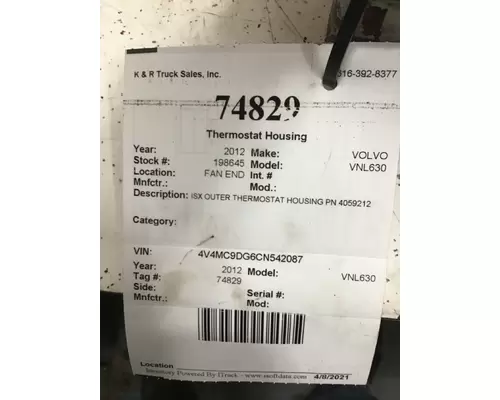 K & R Truck Sales, Inc. 316-392-8377
74829
Thermostat Housing
Year: 2012 Make: VOLVO
Stock #: 198645 Model: VNL630
Location: FAN END Int. #
Mnfctr.: Mod.:
Description: ISX OUTER THERMOSTAT HOUSING PN 4059212
Category:
VIN: 4V4MC9DG6CN542087
Year: 2012 Model: VNL630
Tag #: 74829
Side: Serial #:
Mnfctr.: Mod:
Location
Inventory Powered By ITrack - www.isoftdata.com 4/8/2021